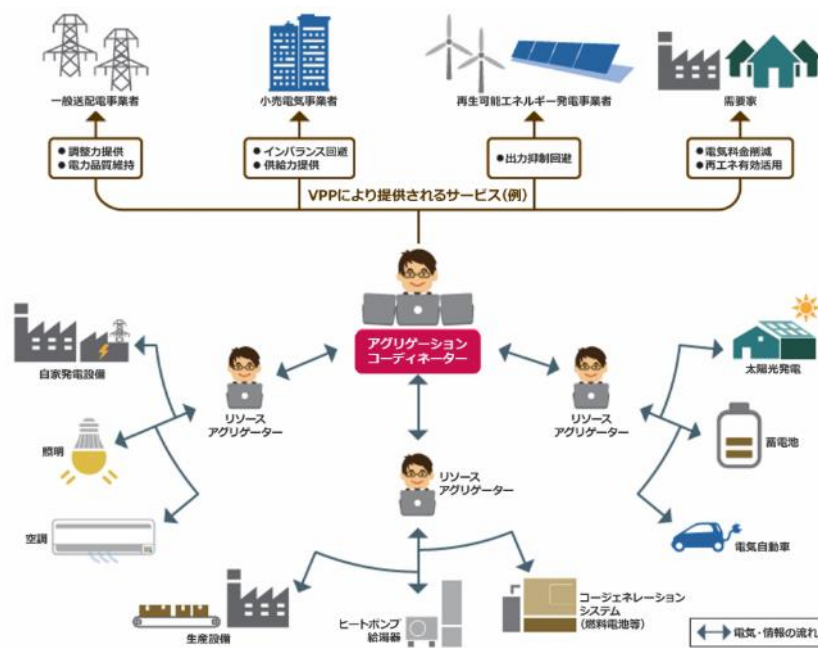 一般送配電事業者
小売電気事業者
再生可能エネルギー発電事業者
需要家
●調整力提供
●電力品質維持
●インバランス回避
●供給力提供
●出力抑制回避
●電気料金削減
●再エネ有効活用
VPPにより提供されるサービス(例)
アグリゲーション
コーディネーター
自家発電設備
リソース
アグリゲーター
リソース
アグリゲーター
太陽光発電
照明
蓄電池
リソース
アグリゲーター
空調
電気自動車
生産設備
ヒートポンプ
給湯器
コージェネレーション
システム
(燃料電池等)
電気・情報の流れ